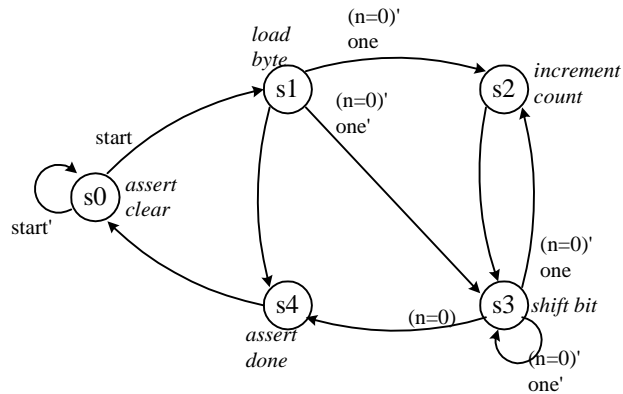 load
byte
(n=0)'
one
s1
s2
increment
count
(n=0)'
one'
start
s0
assert
clear
start'
(n=0)'
one
s4
assert
done
(n=0)
s3
shift bit
(n=0)'
one'